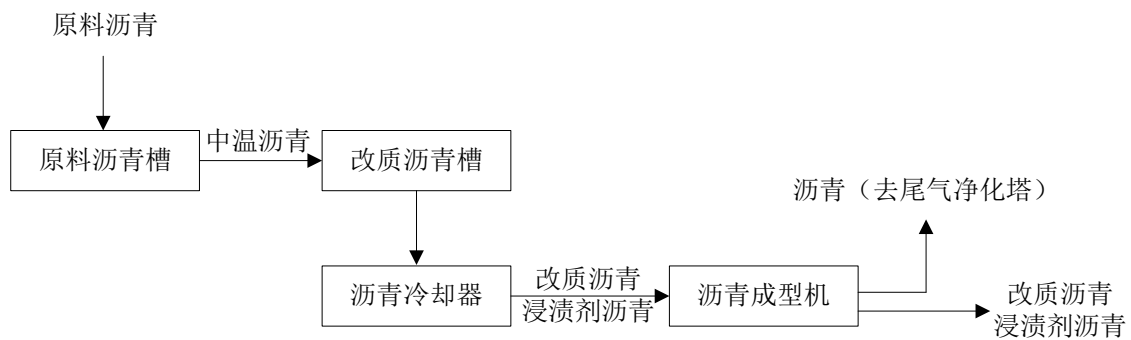 原料沥青
原料沥青槽
中温沥青
改质沥青槽
沥青（去尾气净化塔）
沥青冷却器
改质沥青
浸渍剂沥青
沥青成型机
改质沥青
浸渍剂沥青